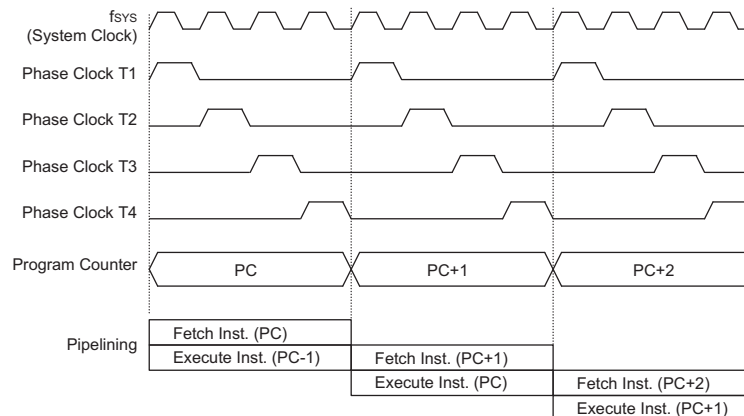 fSYS
(System Clock)
Phase Clock T1
Phase Clock T2
Phase Clock T3
Phase Clock T4
Program Counter
PC
PC+1
PC+2
Pipelining
Fetch Inst. (PC)
Execute Inst. (PC-1)
Fetch Inst. (PC+1)
Execute Inst. (PC)
Fetch Inst. (PC+2)
Execute Inst. (PC+1)